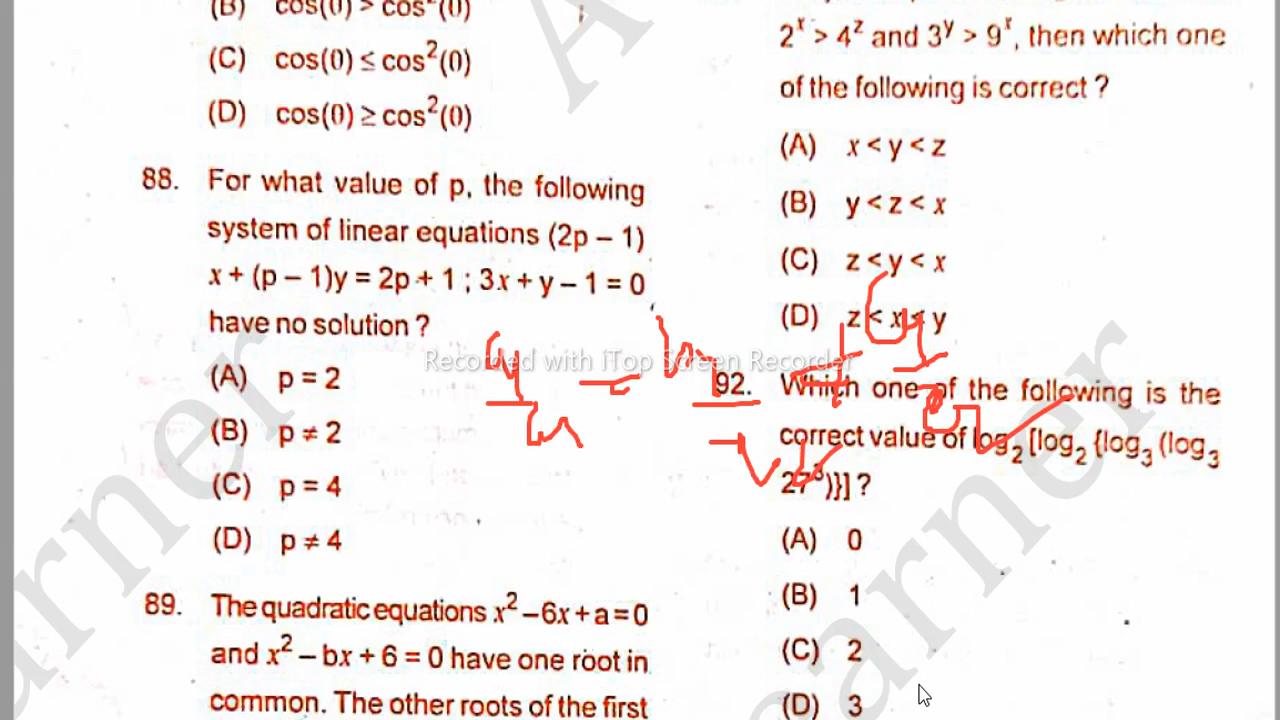 (B) cos(θ) > cos²(θ)
(C) cos(θ) ≤ cos²(θ)
(D) cos(θ) ≥ cos²(θ)
88. For what value of p, the following
system of linear equations (2p – 1)
x + (p – 1)y = 2p + 1 ; 3x + y – 1 = 0
have no solution ?
(A) p = 2
(B) p ≠ 2
(C) p = 4
(D) p ≠ 4
89. The quadratic equations x² – 6x + a = 0
and x² – bx + 6 = 0 have one root in
common. The other roots of the first
2ˣ > 4ᶻ and 3ʸ > 9ˣ, then which one
of the following is correct ?
(A) x < y < z
(B) y < z < x
(C) z < y < x
(D) z < x < y
92. Which one of the following is the
correct value of log₂ [log₂ {log₃ (log₃
27³)}] ?
(A) 0
(B) 1
(C) 2
(D) 3
Recorded with iTop Screen Recorder
earner
earner